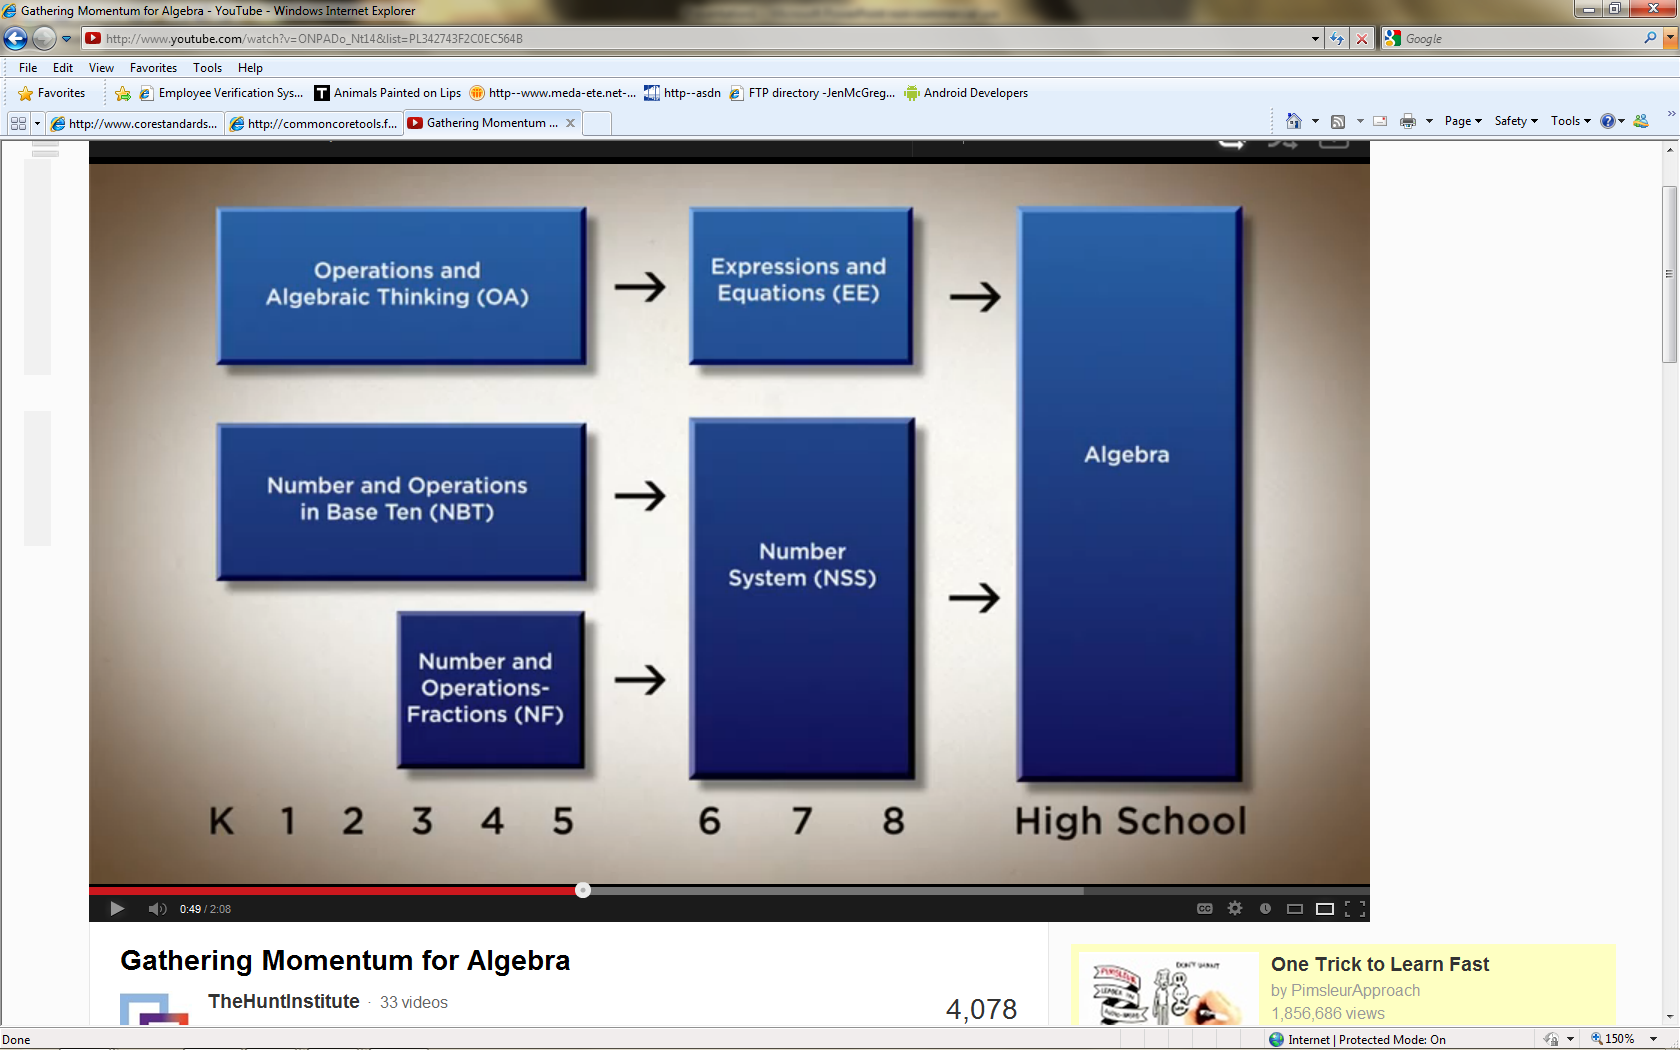 Gathering Momentum for Algebra - YouTube - Windows Internet Explorer
http://www.youtube.com/watch?v=ONPADo_Nt14&list=PL342743F2C0EC564B
Google
File Edit View Favorites Tools Help
Favorites
Employee Verification Sys...
Animals Painted on Lips
http--www.meda-ete.net-...
http--asdn
FTP directory -JenMcGreg...
Android Developers
http://www.corestandards...
http://commoncoretools.f...
Gathering Momentum ...
Page
Safety
Tools
Operations and
Algebraic Thinking (OA)
Expressions and
Equations (EE)
Number and Operations
in Base Ten (NBT)
Number
System (NSS)
Algebra
Number and
Operations-
Fractions (NF)
K 1 2 3 4 5 6 7 8 High School
0:49 / 2:08
CC
Gathering Momentum for Algebra
TheHuntInstitute · 33 videos
4,078
DON'T WANT
PIMSLEUR
One Trick to Learn Fast
by PimsleurApproach
1,856,686 views
Done
Internet | Protected Mode: On
150%